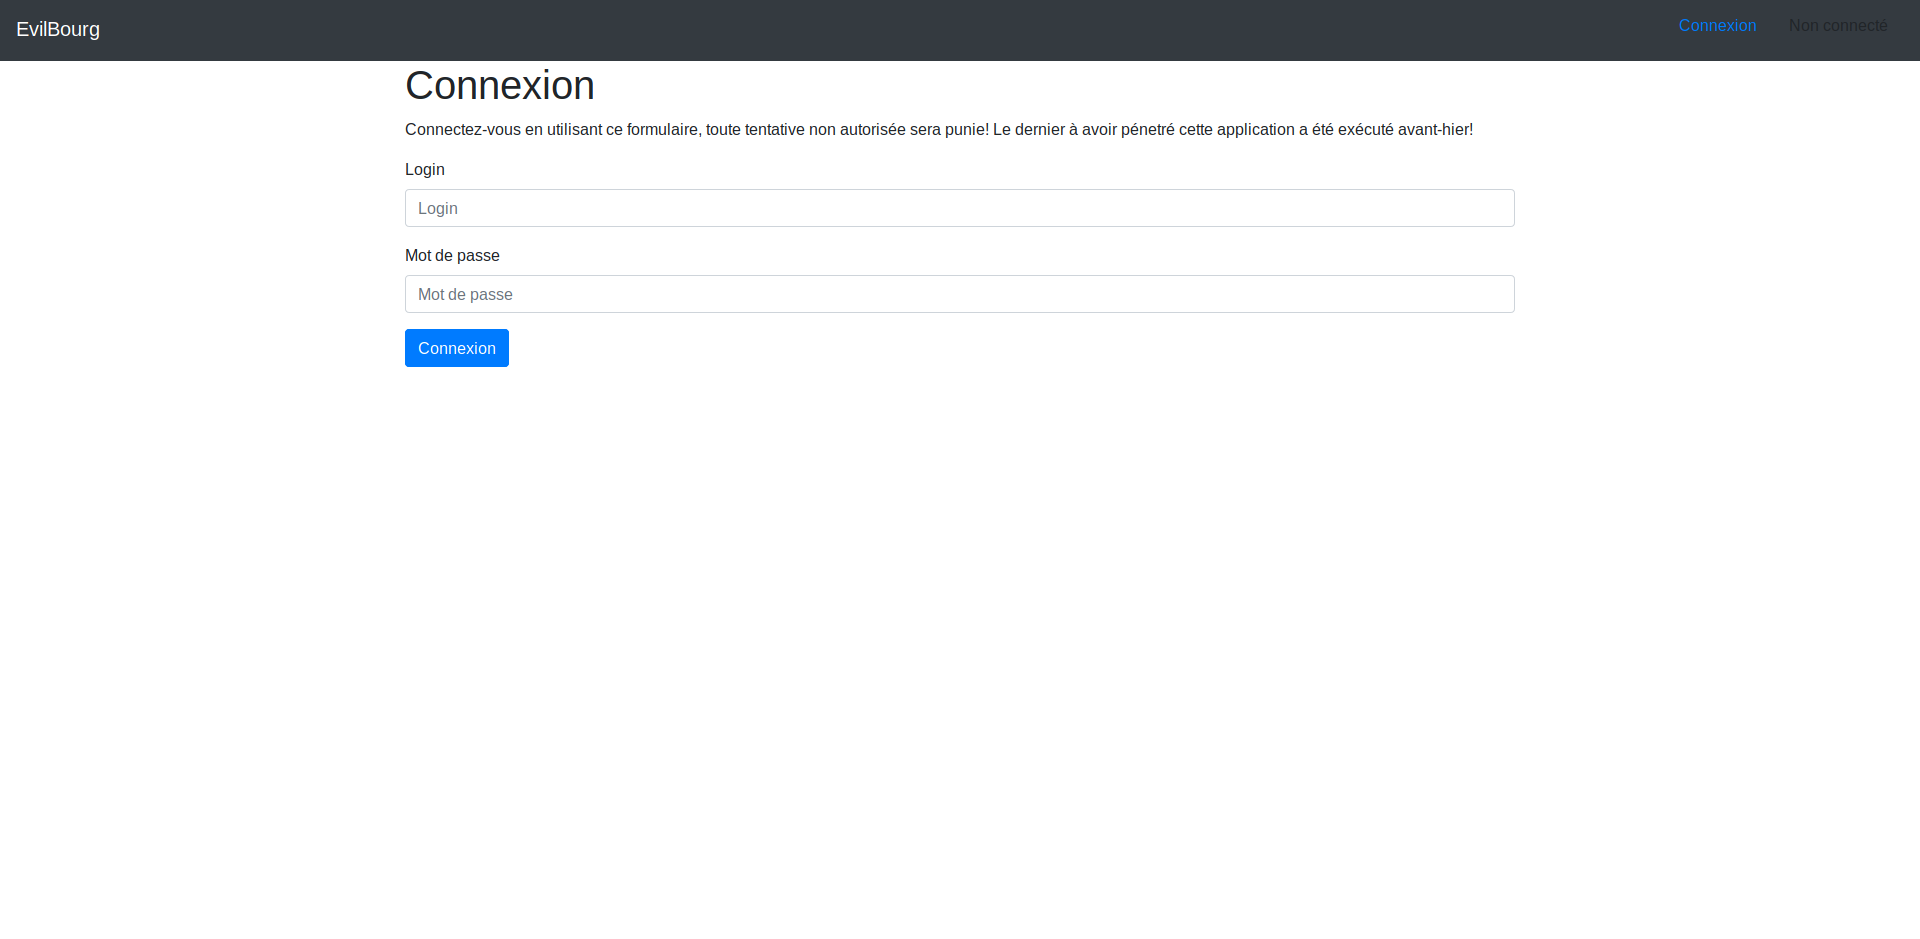 EvilBourg
Connexion
Non connecté
Connexion
Connectez-vous en utilisant ce formulaire, toute tentative non autorisée sera punie! Le dernier à avoir pénetré cette application a été exécuté avant-hier!
Login
Login
Mot de passe
Mot de passe
Connexion